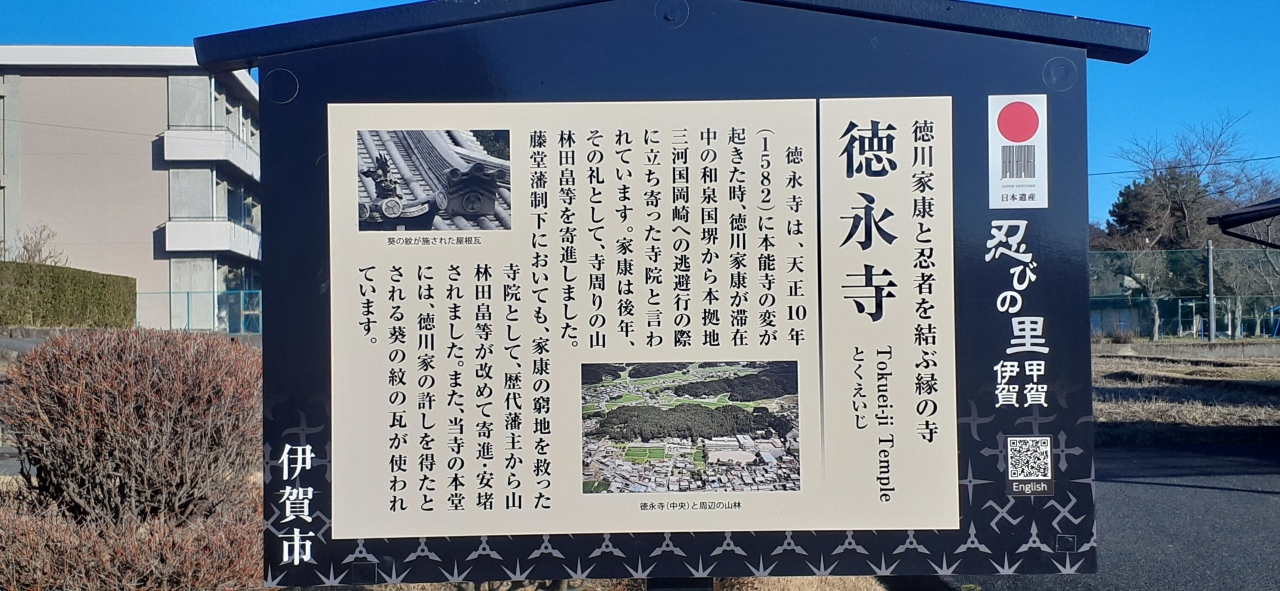 JAPAN HERITAGE
日本遺産
忍びの里
甲賀
伊賀
English
徳川家康と忍者を結ぶ縁の寺
徳永寺
Tokuei-ji Temple
とくえいじ
徳永寺は、天正10年
(1582)に本能寺の変が
起きた時、徳川家康が滞在
中の和泉国堺から本拠地
三河国岡崎への逃避行の際
に立ち寄った寺院と言わ
れています。家康は後年、
その礼として、寺周りの山
林田畠等を寄進しました。
藤堂藩制下においても、家康の窮地を救った
寺院として、歴代藩主から山
林田畠等が改めて寄進・安堵
されました。また、当寺の本堂
には、徳川家の許しを得たと
される葵の紋の瓦が使われ
ています。
葵の紋が施された屋根瓦
徳永寺(中央)と周辺の山林
伊賀市